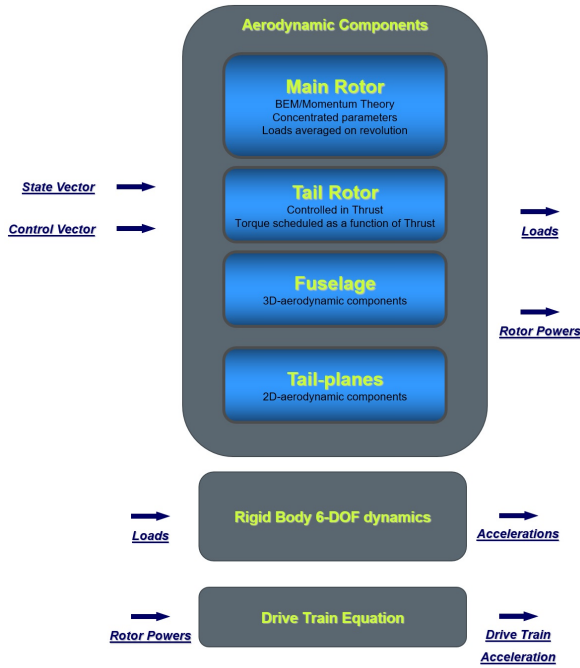 Aerodynamic Components
Main Rotor
BEM/Momentum Theory
Concentrated parameters
Loads averaged on revolution
State Vector
Tail Rotor
Controlled in Thrust
Torque scheduled as a function of Thrust
Control Vector
Loads
Fuselage
3D-aerodynamic components
Rotor Powers
Tail-planes
2D-aerodynamic components
Rigid Body 6-DOF dynamics
Loads
Accelerations
Drive Train Equation
Rotor Powers
Drive Train
Acceleration